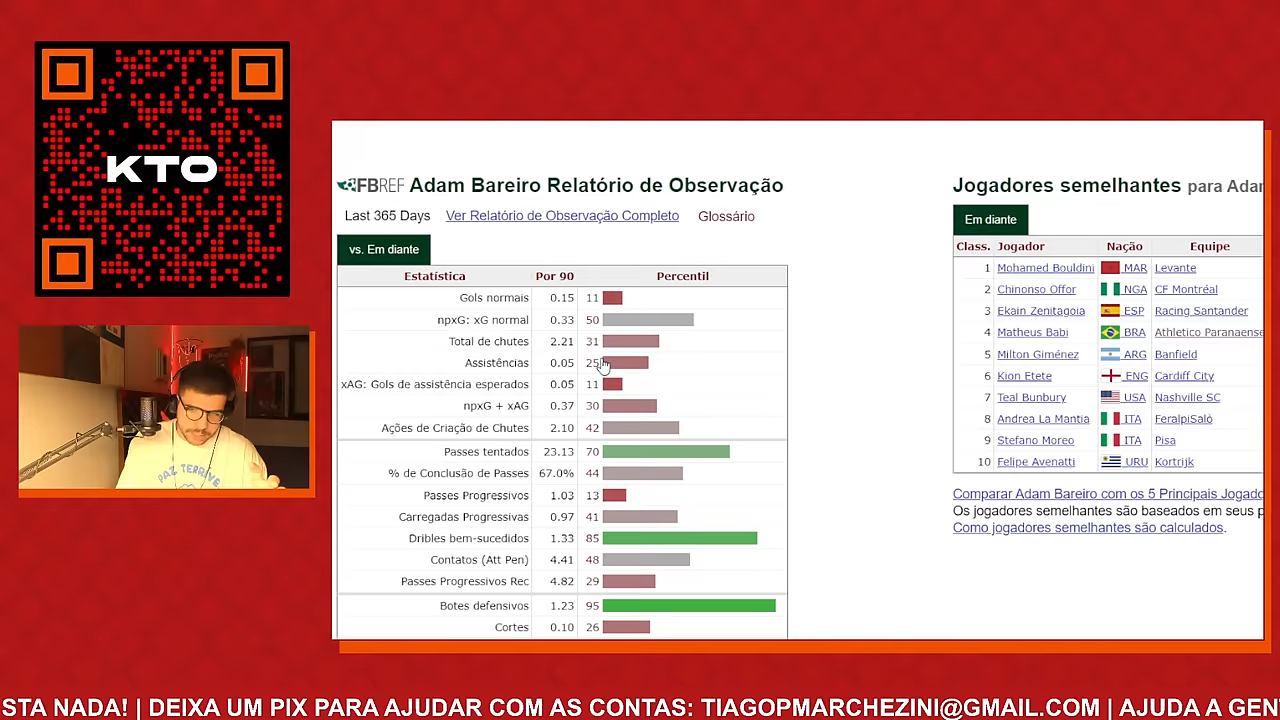 KTO
FBREF Adam Bareiro Relatório de Observação
Last 365 Days Ver Relatório de Observação Completo Glossário
vs. Em diante
Estatística Por 90 Percentil
Gols normais 0.15 11
npxG: xG normal 0.33 50
Total de chutes 2.21 31
Assistências 0.05 25
xAG: Gols de assistência esperados 0.05 11
npxG + xAG 0.37 30
Ações de Criação de Chutes 2.10 42
Passes tentados 23.13 70
% de Conclusão de Passes 67.0% 44
Passes Progressivos 1.03 13
Carregadas Progressivas 0.97 41
Dribles bem-sucedidos 1.33 85
Contatos (Att Pen) 4.41 48
Passes Progressivos Rec 4.82 29
Botes defensivos 1.23 95
Cortes 0.10 26
Jogadores semelhantes para Adar
Em diante
Class. Jogador Nação Equipe
1 Mohamed Bouldini MAR Levante
2 Chinonso Offor NGA CF Montréal
3 Ekain Zenitagoia ESP Racing Santander
4 Matheus Babi BRA Athletico Paranaense
5 Milton Giménez ARG Banfield
6 Kion Etete ENG Cardiff City
7 Teal Bunbury USA Nashville SC
8 Andrea La Mantia ITA FeralpiSalò
9 Stefano Moreo ITA Pisa
10 Felipe Avenatti URU Kortrijk
Comparar Adam Bareiro com os 5 Principais Jogado
Os jogadores semelhantes são baseados em seus p
Como jogadores semelhantes são calculados.
PAZ TERRÍVE
STA NADA! | DEIXA UM PIX PARA AJUDAR COM AS CONTAS: TIAGOPMARCHEZINI@GMAIL.COM | AJUDA A GEN